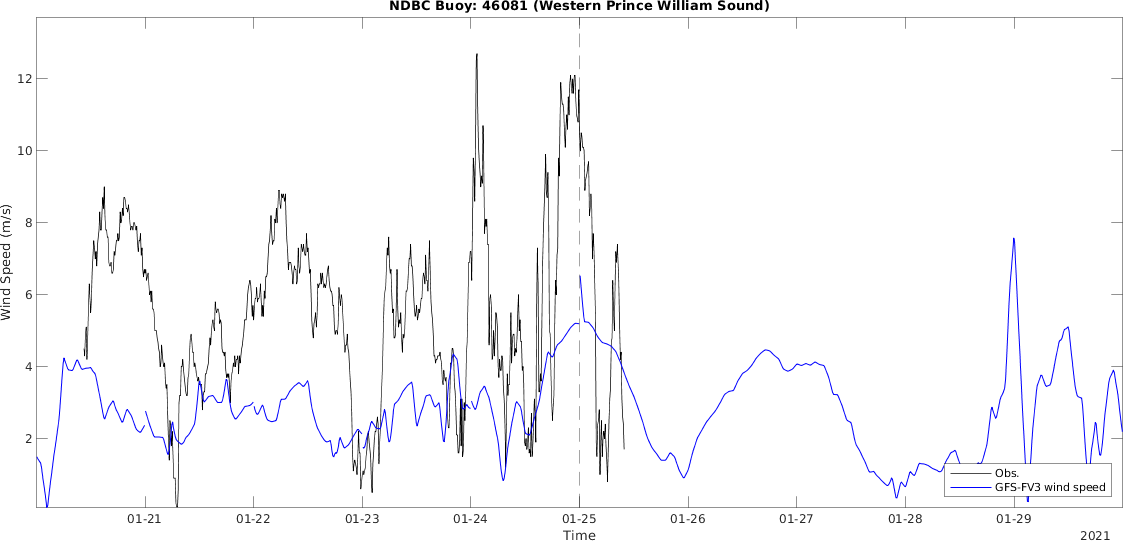 NDBC Buoy: 46081 (Western Prince William Sound)
Wind Speed (m/s)
12
10
8
6
4
2
Obs.
GFS-FV3 wind speed
01-21 01-22 01-23 01-24 01-25 01-26 01-27 01-28 01-29
Time
2021